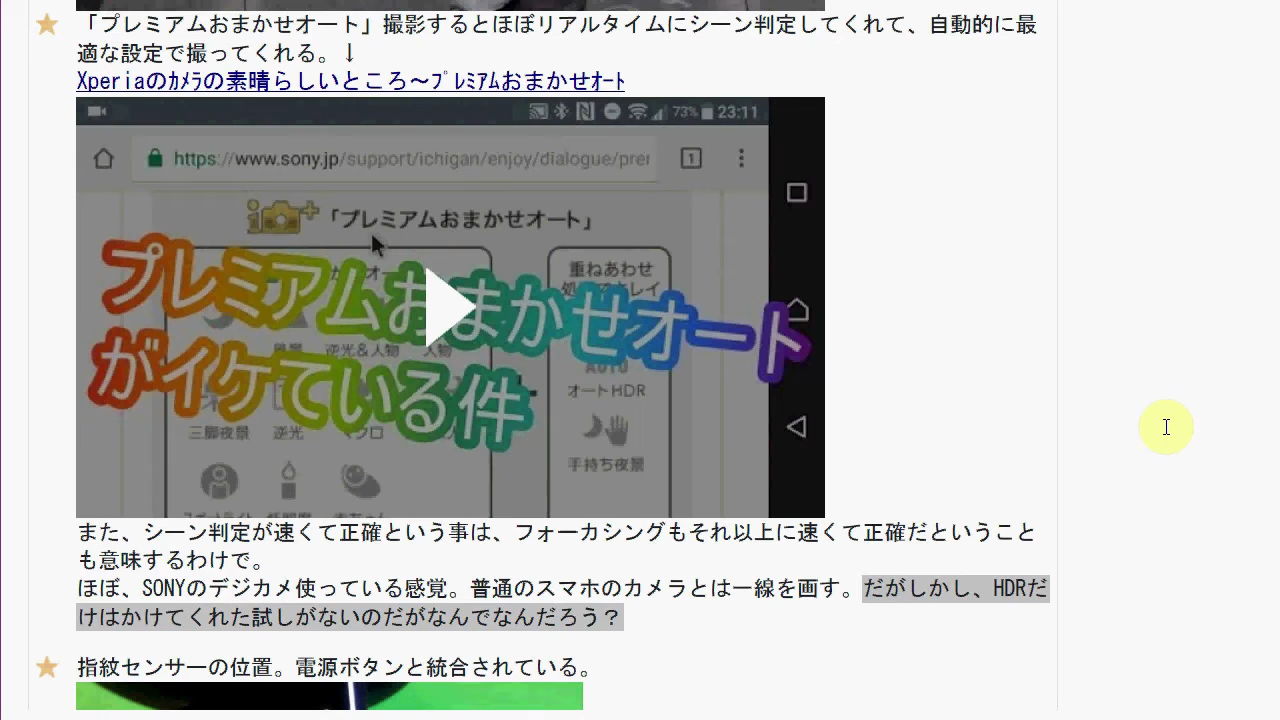 「プレミアムおまかせオート」撮影するとほぼリアルタイムにシーン判定してくれて、自動的に最
適な設定で撮ってくれる。↓
Xperiaのｶﾒﾗの素晴らしいところ～ﾌﾟﾚﾐｱﾑおまかせｵｰﾄ
73% 23:11
https://www.sony.jp/support/ichigan/enjoy/dialogue/prer
1
i+「プレミアムおまかせオート」
重ねあわせ
プレミアムおまかせオート
がイケている件
風景 逆光&人物 人物
AUTO
オートHDR
三脚夜景 逆光 マクロ
手持ち夜景
また、シーン判定が速くて正確という事は、フォーカシングもそれ以上に速くて正確だということ
も意味するわけで。
ほぼ、SONYのデジカメ使っている感覚。普通のスマホのカメラとは一線を画す。だがしかし、HDRだ
けはかけてくれた試しがないのだがなんでなんだろう？
指紋センサーの位置。電源ボタンと統合されている。